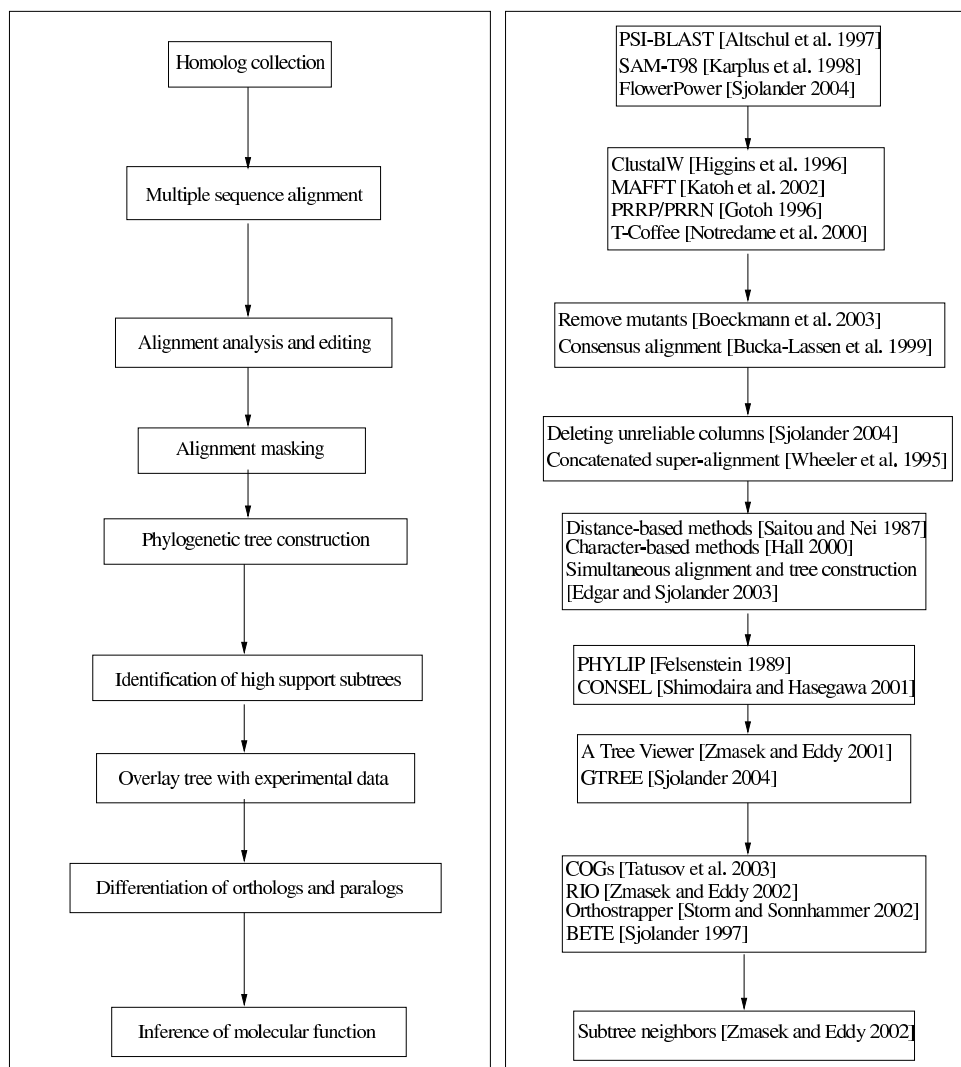 Homolog collection
Multiple sequence alignment
Alignment analysis and editing
Alignment masking
Phylogenetic tree construction
Identification of high support subtrees
Overlay tree with experimental data
Differentiation of orthologs and paralogs
Inference of molecular function
PSI-BLAST [Altschul et al. 1997]
SAM-T98 [Karplus et al. 1998]
FlowerPower [Sjolander 2004]
ClustalW [Higgins et al. 1996]
MAFFT [Katoh et al. 2002]
PRRP/PRRN [Gotoh 1996]
T-Coffee [Notredame et al. 2000]
Remove mutants [Boeckmann et al. 2003]
Consensus alignment [Bucka-Lassen et al. 1999]
Deleting unreliable columns [Sjolander 2004]
Concatenated super-alignment [Wheeler et al. 1995]
Distance-based methods [Saitou and Nei 1987]
Character-based methods [Hall 2000]
Simultaneous alignment and tree construction
[Edgar and Sjolander 2003]
PHYLIP [Felsenstein 1989]
CONSEL [Shimodaira and Hasegawa 2001]
A Tree Viewer [Zmasek and Eddy 2001]
GTREE [Sjolander 2004]
COGs [Tatusov et al. 2003]
RIO [Zmasek and Eddy 2002]
Orthostrapper [Storm and Sonnhammer 2002]
BETE [Sjolander 1997]
Subtree neighbors [Zmasek and Eddy 2002]